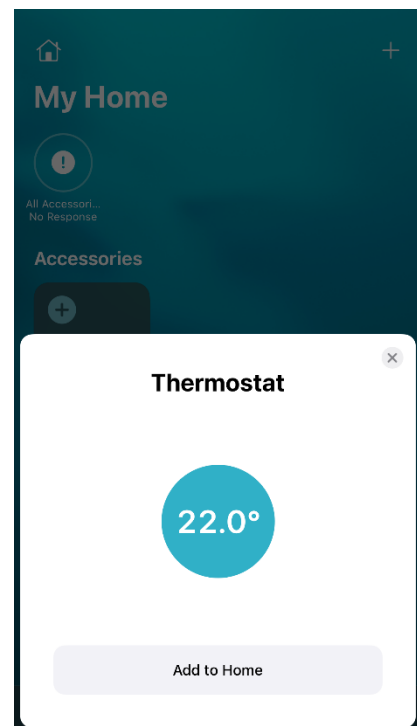 My Home
All Accessori...
No Response
Accessories
Thermostat
22.0°
Add to Home